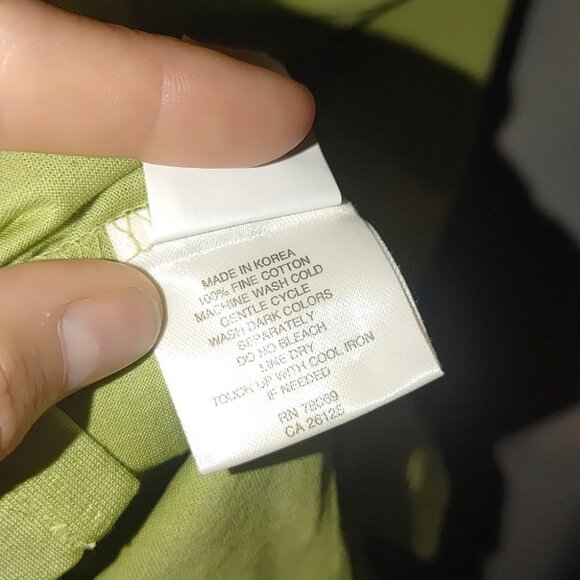 MADE IN KOREA
100% FINE COTTON
MACHINE WASH COLD
GENTLE CYCLE
WASH DARK COLORS
SEPARATELY
DO NO BLEACH
LINE DRY
TOUCH UP WITH COOL IRON
IF NEEDED
RN 78069
CA 26125